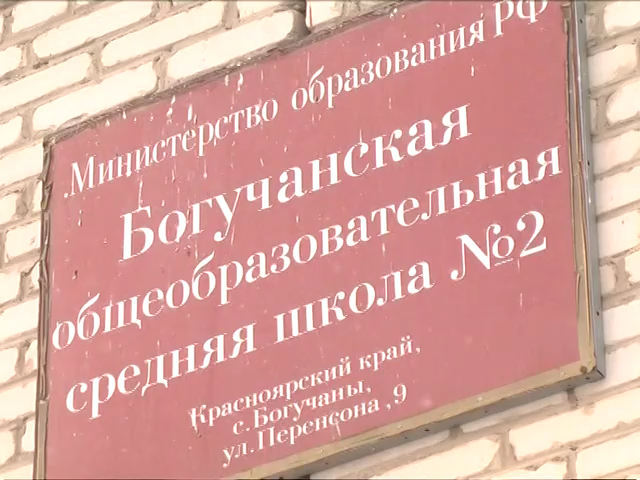 Министерство образования РФ
Богучанская
общеобразовательная
средняя школа №2
Красноярский край,
с.Богучаны,
ул.Перенсона ,9